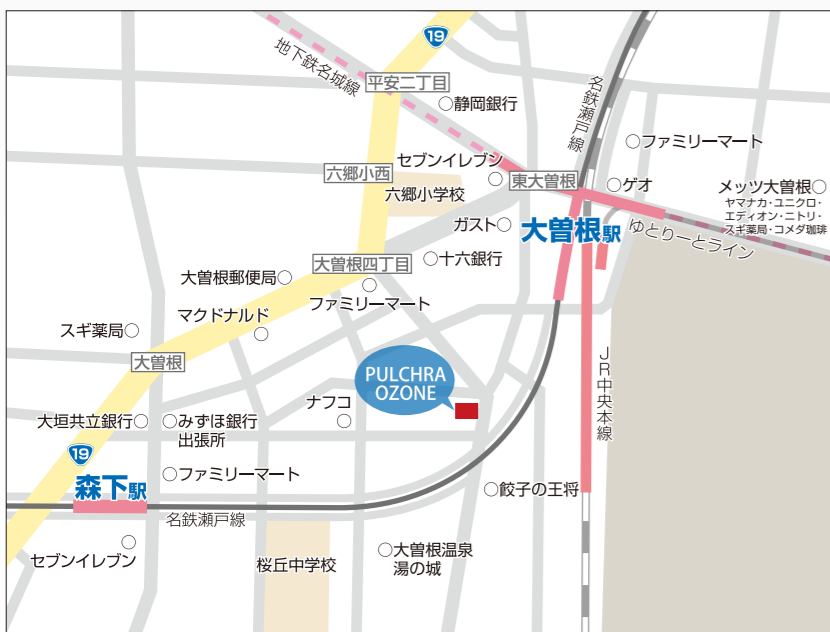 19
地下鉄名城線
平安二丁目
静岡銀行
名鉄瀬戸線
ファミリーマート
セブンイレブン
六郷小西
東大曽根
ゲオ
メッツ大曽根
ヤマナカ・ユニクロ・
エディオン・ニトリ・
スギ薬局・コメダ珈琲
六郷小学校
ガスト
大曽根駅
ゆとりーとライン
十六銀行
大曽根四丁目
大曽根郵便局
ファミリーマート
マクドナルド
スギ薬局
大曽根
PULCHRA
OZONE
JR中央本線
ナフコ
大垣共立銀行
みずほ銀行
出張所
19
ファミリーマート
森下駅
餃子の王将
名鉄瀬戸線
セブンイレブン
桜丘中学校
大曽根温泉
湯の城